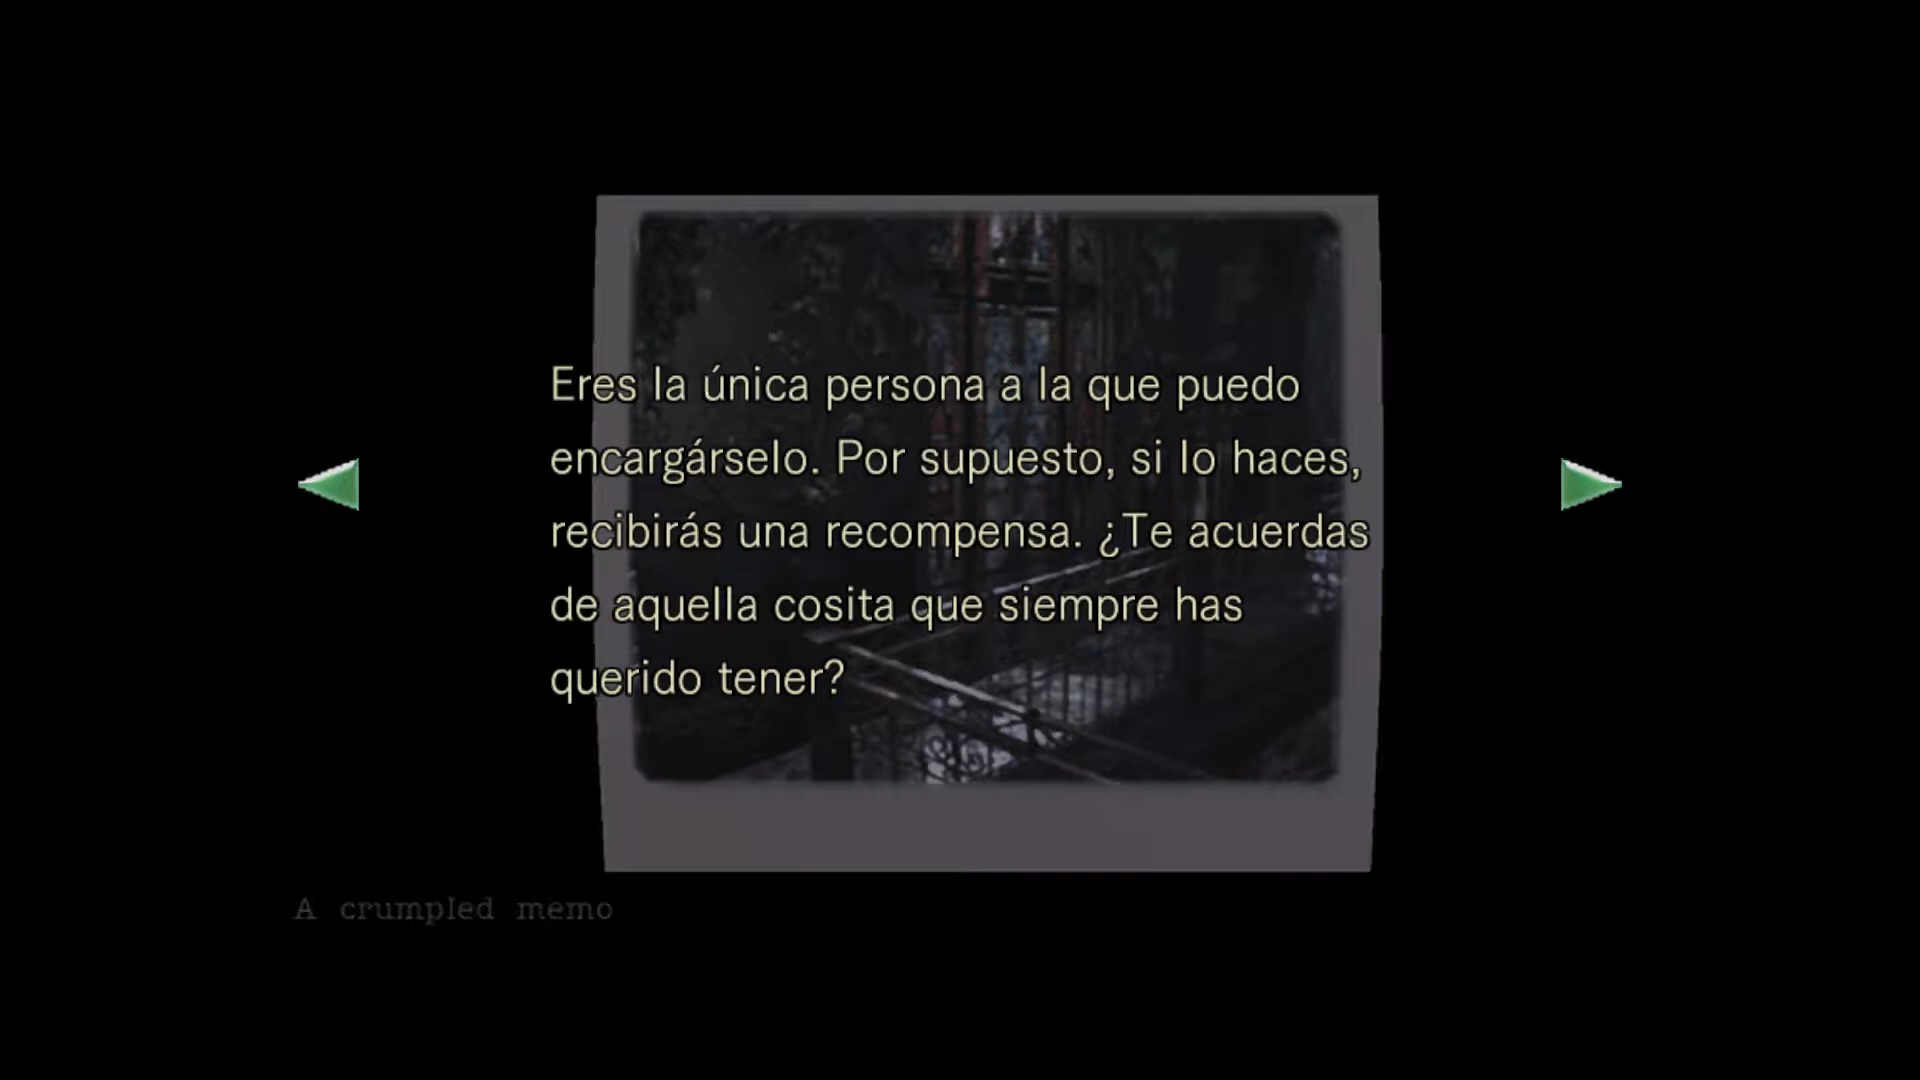 Eres la única persona a la que puedo
encargárselo. Por supuesto, si lo haces,
recibirás una recompensa. ¿Te acuerdas
de aquella cosita que siempre has
querido tener?
A crumpled memo